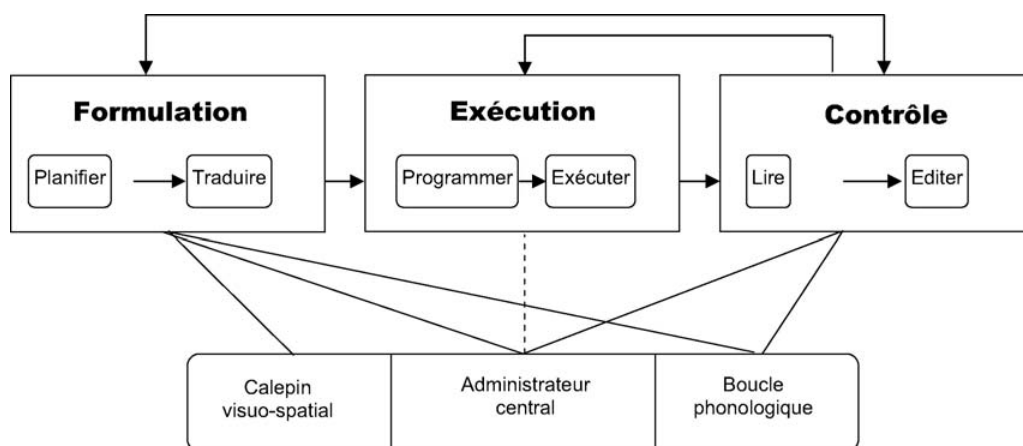 Formulation
Planifier
Traduire
Exécution
Programmer
Exécuter
Contrôle
Lire
Editer
Calepin
visuo-spatial
Administrateur
central
Boucle
phonologique